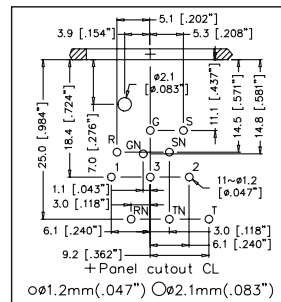 5.1 [.202"]
3.9 [.154"]
5.3 [.208"]
ø2.1
[ø.083"]
25.0 [.984"]
18.4 [.724"]
7.0 [.276"]
11.1 [.437"]
14.5 [.571"]
14.8 [.581"]
G S
R GN SN
1 3 2
11~ø1.2
[ø.047"]
1.1 [.043"]
3.0 [.118"]
RN TN T
6.1 [.240"]
3.0 [.118"]
6.1 [.240"]
9.2 [.362"]
Panel cutout CL
ø1.2mm(.047") ø2.1mm(.083")